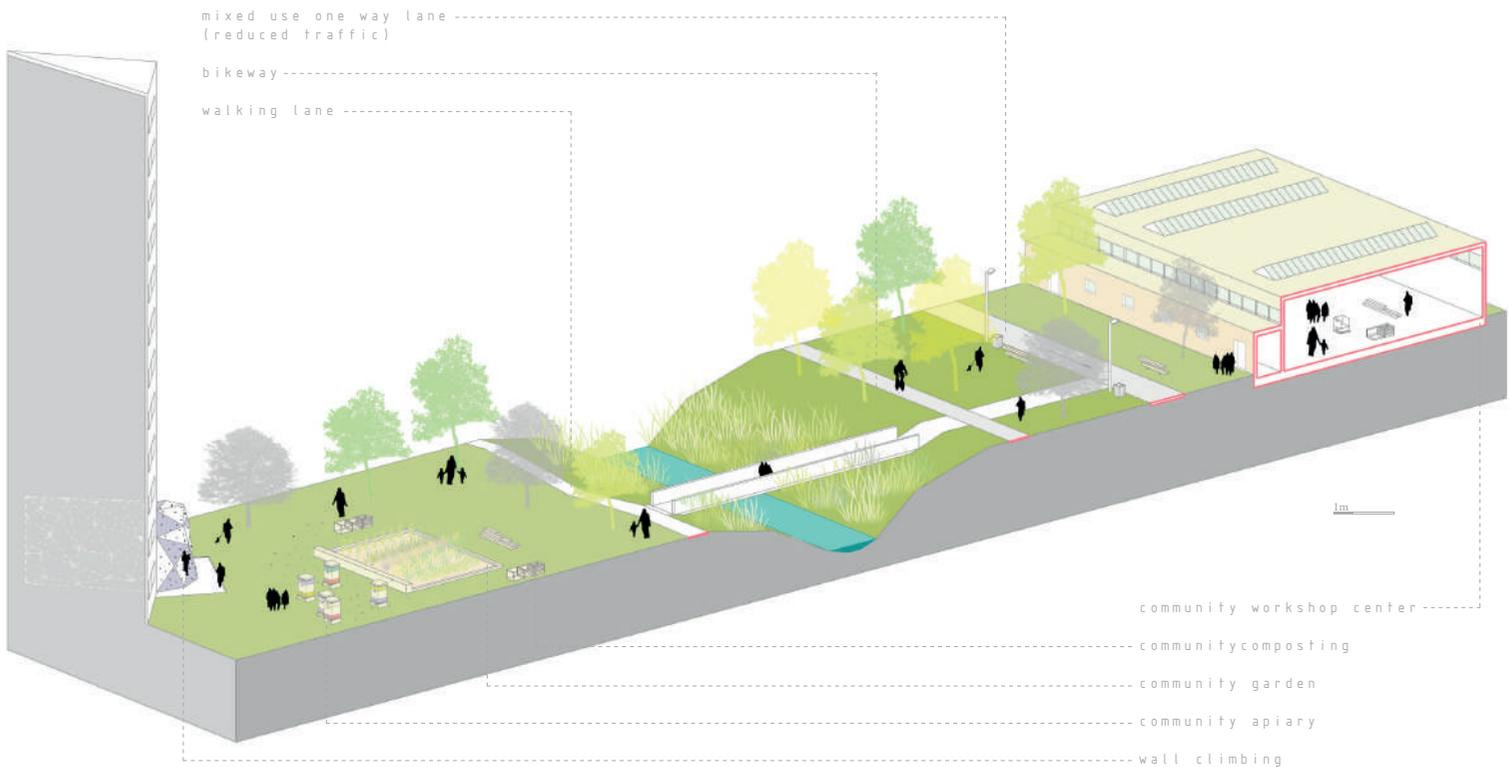 mixed use one way lane
(reduced traffic)
bikeway
walking lane
1m
community workshop center
communitycomposting
community garden
community apiary
wall climbing